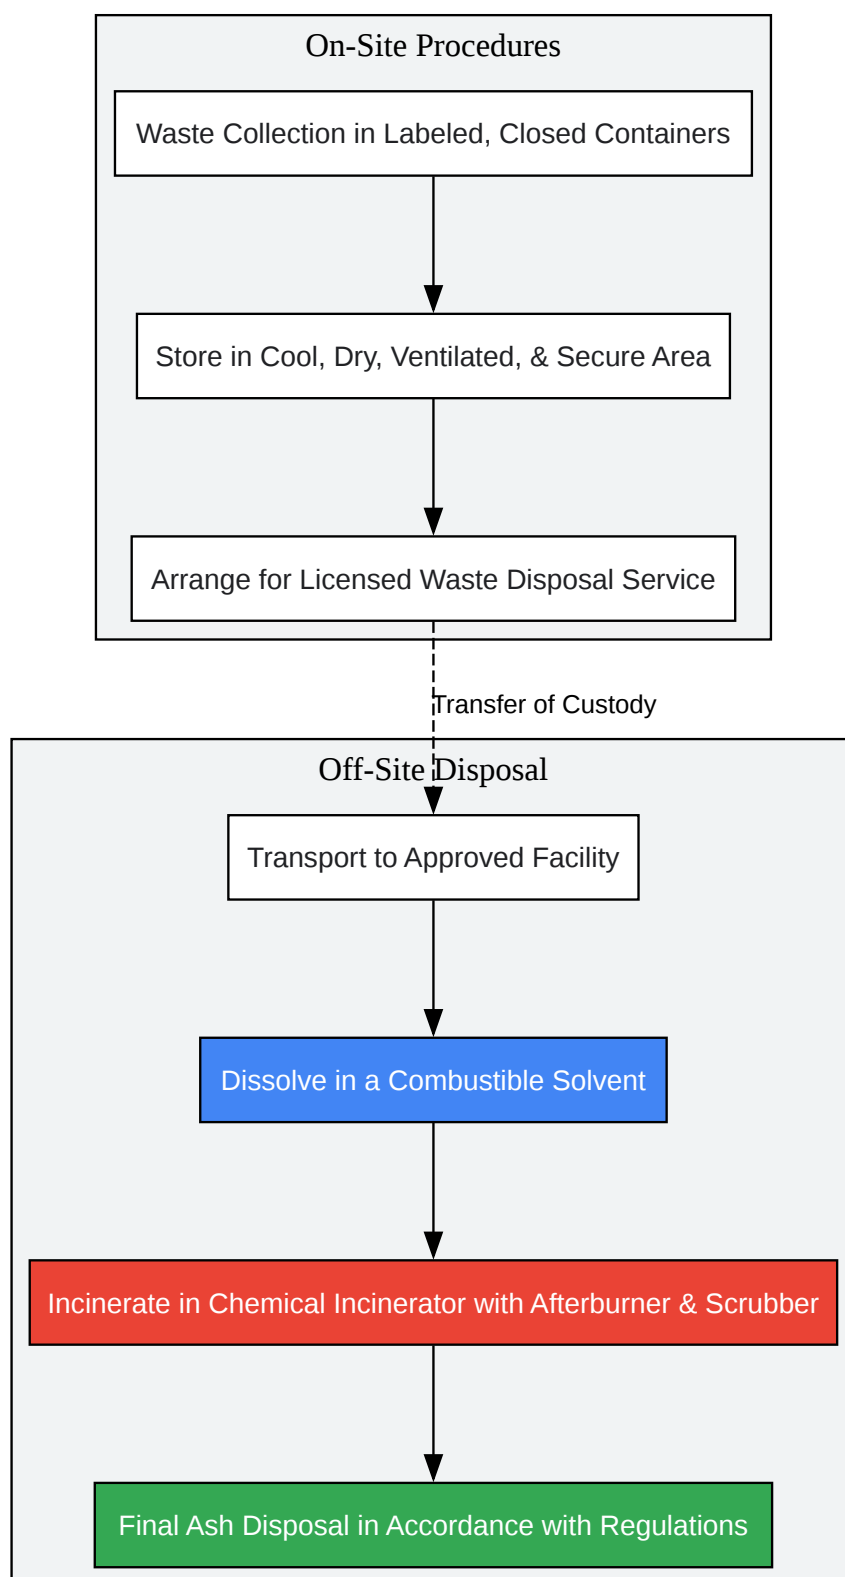 On-Site Procedures
Waste Collection in Labeled, Closed Containers
Store in Cool, Dry, Ventilated, & Secure Area
Arrange for Licensed Waste Disposal Service
Transfer of Custody
Off-Site Disposal
Transport to Approved Facility
Dissolve in a Combustible Solvent
Incinerate in Chemical Incinerator with Afterburner & Scrubber
Final Ash Disposal in Accordance with Regulations